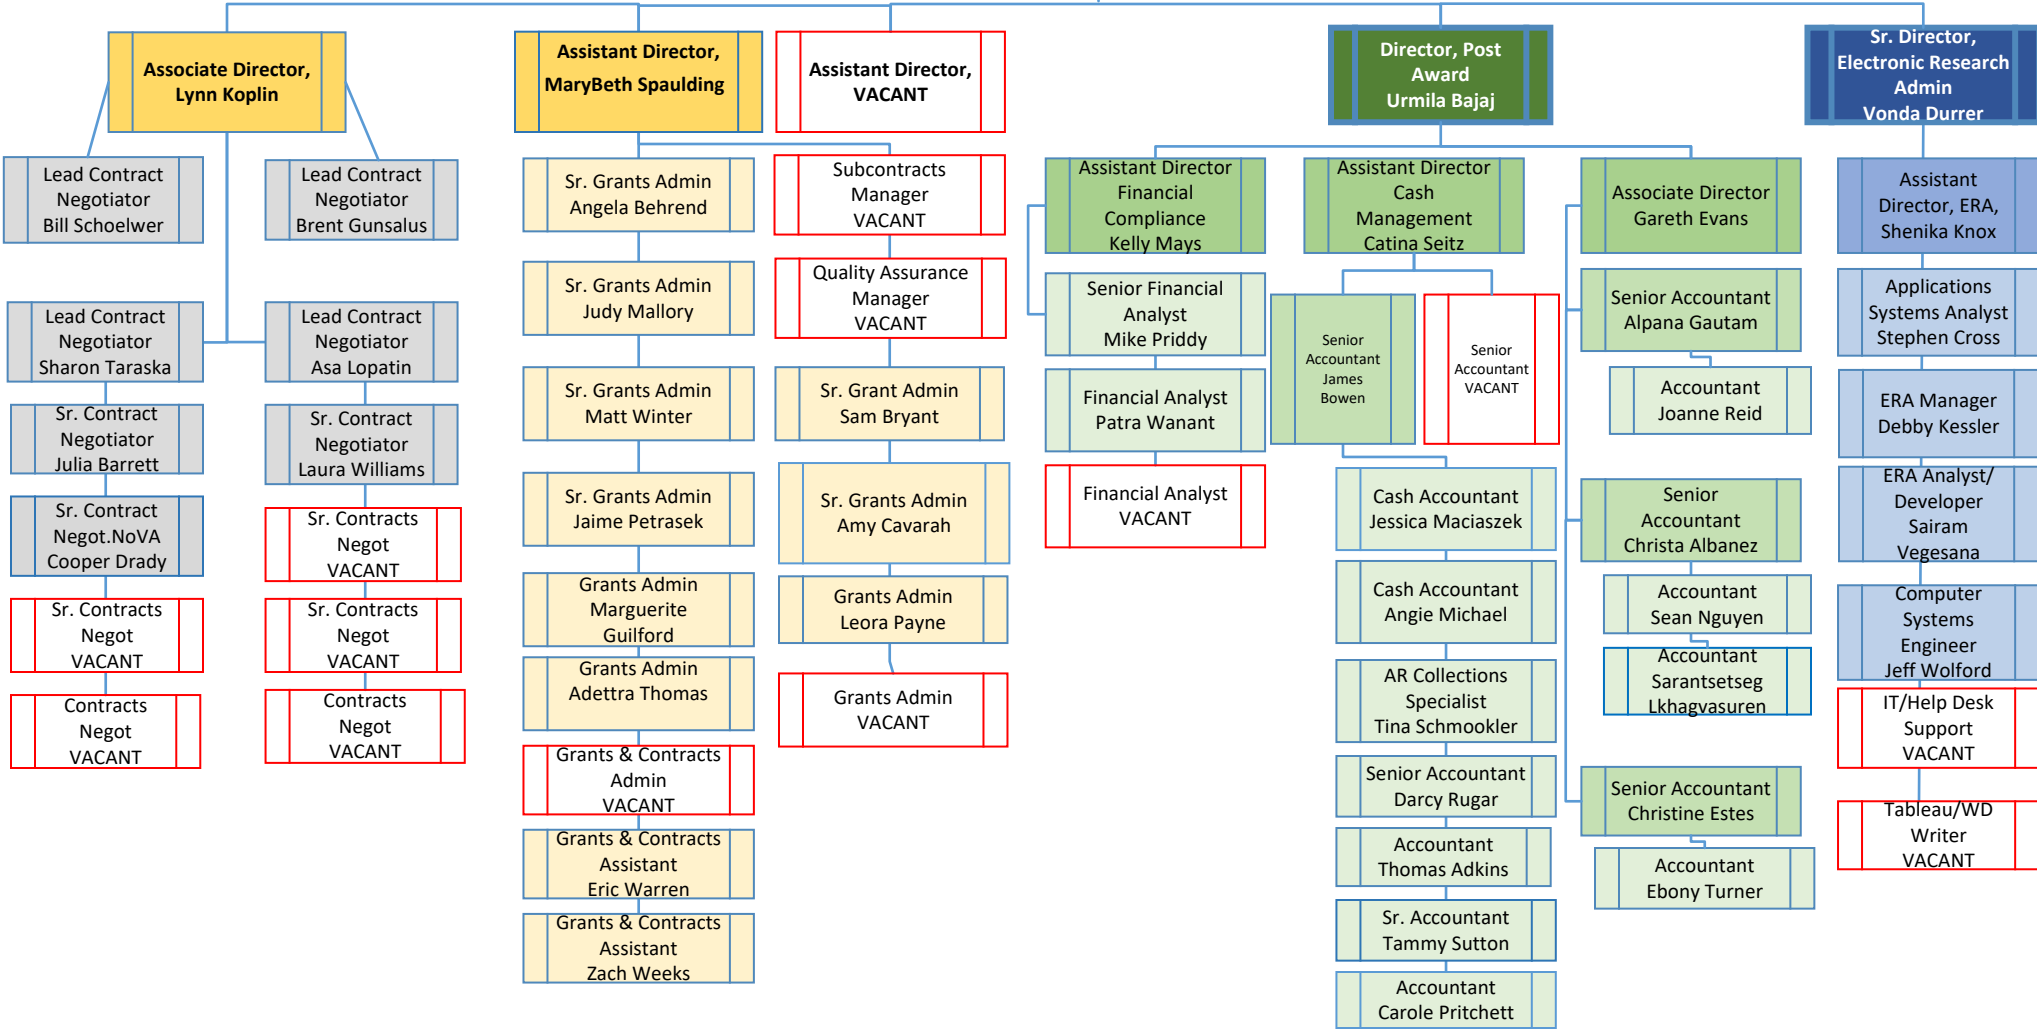 Associate Director,
Lynn Koplin
Assistant Director,
MaryBeth Spaulding
Assistant Director,
VACANT
Director, Post
Award
Urmila Bajaj
Sr. Director,
Electronic Research
Admin
Vonda Durrer
Lead Contract
Negotiator
Bill Schoelwer
Lead Contract
Negotiator
Brent Gunsalus
Lead Contract
Negotiator
Sharon Taraska
Lead Contract
Negotiator
Asa Lopatin
Sr. Contract
Negotiator
Julia Barrett
Sr. Contract
Negotiator
Laura Williams
Sr. Contract
Negot.NoVA
Cooper Drady
Sr. Contracts
Negot
VACANT
Sr. Contracts
Negot
VACANT
Sr. Contracts
Negot
VACANT
Contracts
Negot
VACANT
Contracts
Negot
VACANT
Sr. Grants Admin
Angela Behrend
Sr. Grants Admin
Judy Mallory
Sr. Grants Admin
Matt Winter
Sr. Grants Admin
Jaime Petrasek
Grants Admin
Marguerite
Guilford
Grants Admin
Adettra Thomas
Grants & Contracts
Admin
VACANT
Grants & Contracts
Assistant
Eric Warren
Grants & Contracts
Assistant
Zach Weeks
Subcontracts
Manager
VACANT
Quality Assurance
Manager
VACANT
Sr. Grant Admin
Sam Bryant
Sr. Grants Admin
Amy Cavarah
Grants Admin
Leora Payne
Grants Admin
VACANT
Assistant Director
Financial
Compliance
Kelly Mays
Senior Financial
Analyst
Mike Priddy
Financial Analyst
Patra Wanant
Financial Analyst
VACANT
Assistant Director
Cash
Management
Catina Seitz
Senior
Accountant
James
Bowen
Senior
Accountant
VACANT
Cash Accountant
Jessica Maciaszek
Cash Accountant
Angie Michael
AR Collections
Specialist
Tina Schmookler
Senior Accountant
Darcy Rugar
Accountant
Thomas Adkins
Sr. Accountant
Tammy Sutton
Accountant
Carole Pritchett
Associate Director
Gareth Evans
Senior Accountant
Alpana Gautam
Accountant
Joanne Reid
Senior
Accountant
Christa Albanez
Accountant
Sean Nguyen
Accountant
Sarantsetseg
Lkhagvasuren
Senior Accountant
Christine Estes
Accountant
Ebony Turner
Assistant
Director, ERA,
Shenika Knox
Applications
Systems Analyst
Stephen Cross
ERA Manager
Debby Kessler
ERA Analyst/
Developer
Sairam
Vegesana
Computer
Systems
Engineer
Jeff Wolford
IT/Help Desk
Support
VACANT
Tableau/WD
Writer
VACANT